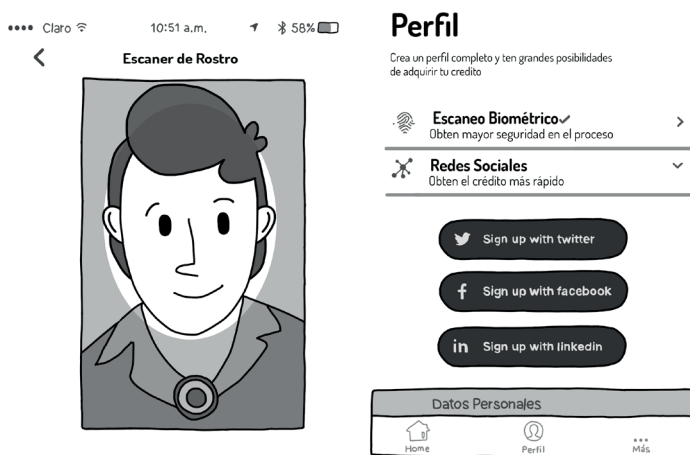 Claro 10:51 a.m. 58%
Escaner de Rostro
Perfil
Crea un perfil completo y ten grandes posibilidades
de adquirir tu credito
Escaneo Biométrico
Obten mayor seguridad en el proceso
Redes Sociales
Obten el crédito más rápido
Sign up with twitter
f Sign up with facebook
in Sign up with linkedin
Datos Personales
Home Perfil Más